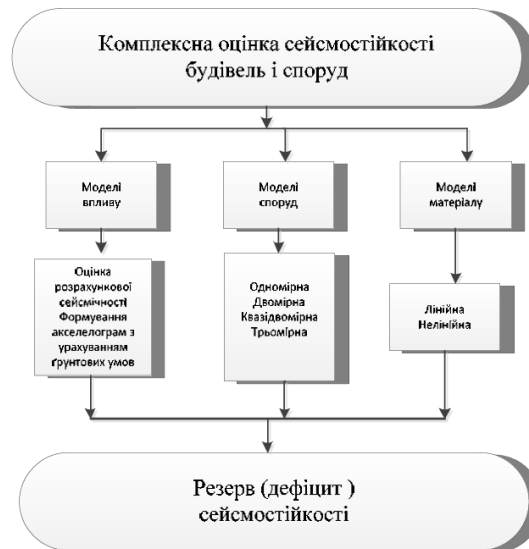 Комплексна оцінка сейсмостійкості
будівель і споруд
Моделі
впливу
Моделі
споруд
Моделі
матеріалу
Оцінка
розрахункової
сейсмічності
Формування
акселелограм з
урахуванням
ґрунтових умов
Одномірна
Двомірна
Квазідвомірна
Трьомірна
Лінійна
Нелінійна
Резерв (дефіцит )
сейсмостійкості